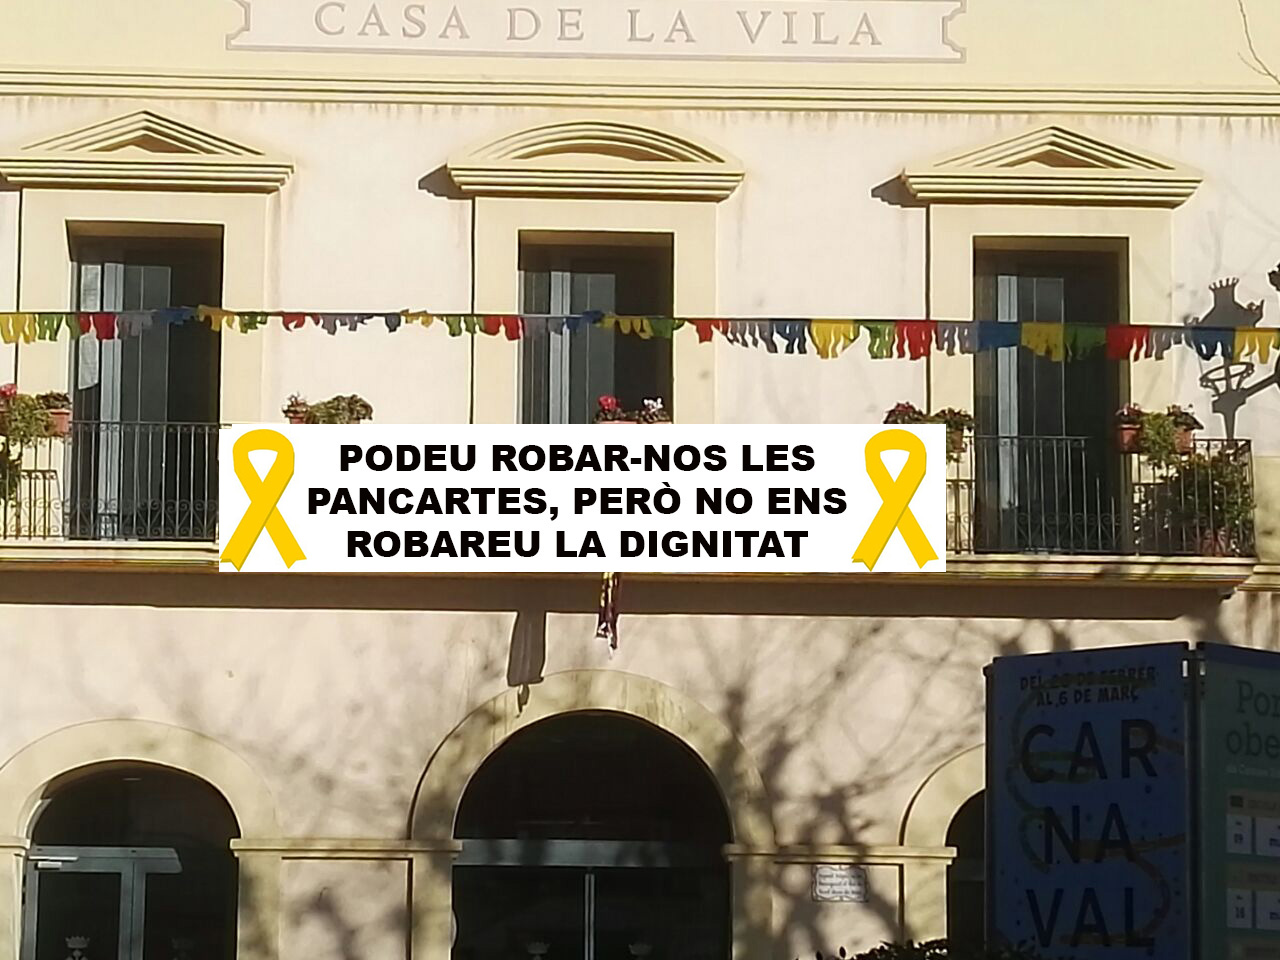 CASA DE LA VILA
PODEU ROBAR-NOS LES
PANCARTES, PERÒ NO ENS
ROBAREU LA DIGNITAT
DEL 28 DE FEBRER
AL 6 DE MARÇ
CAR
NA
VAL